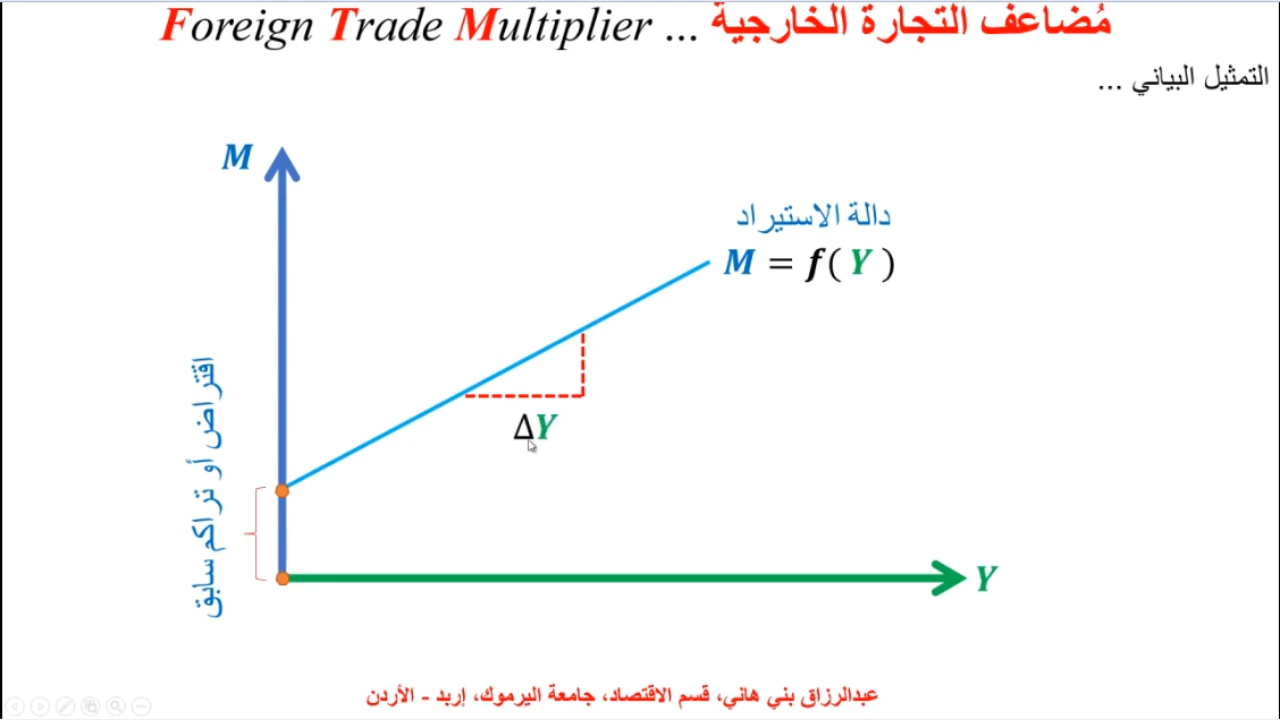 Foreign Trade Multiplier ... مُضاعف التجارة الخارجية
التمثيل البياني ...
M
دالة الاستيراد
M = f( Y )
اقتراض أو تراكم سابق
ΔY
Y
عبدالرزاق بني هاني، قسم الاقتصاد، جامعة اليرموك، إربد - الأردن